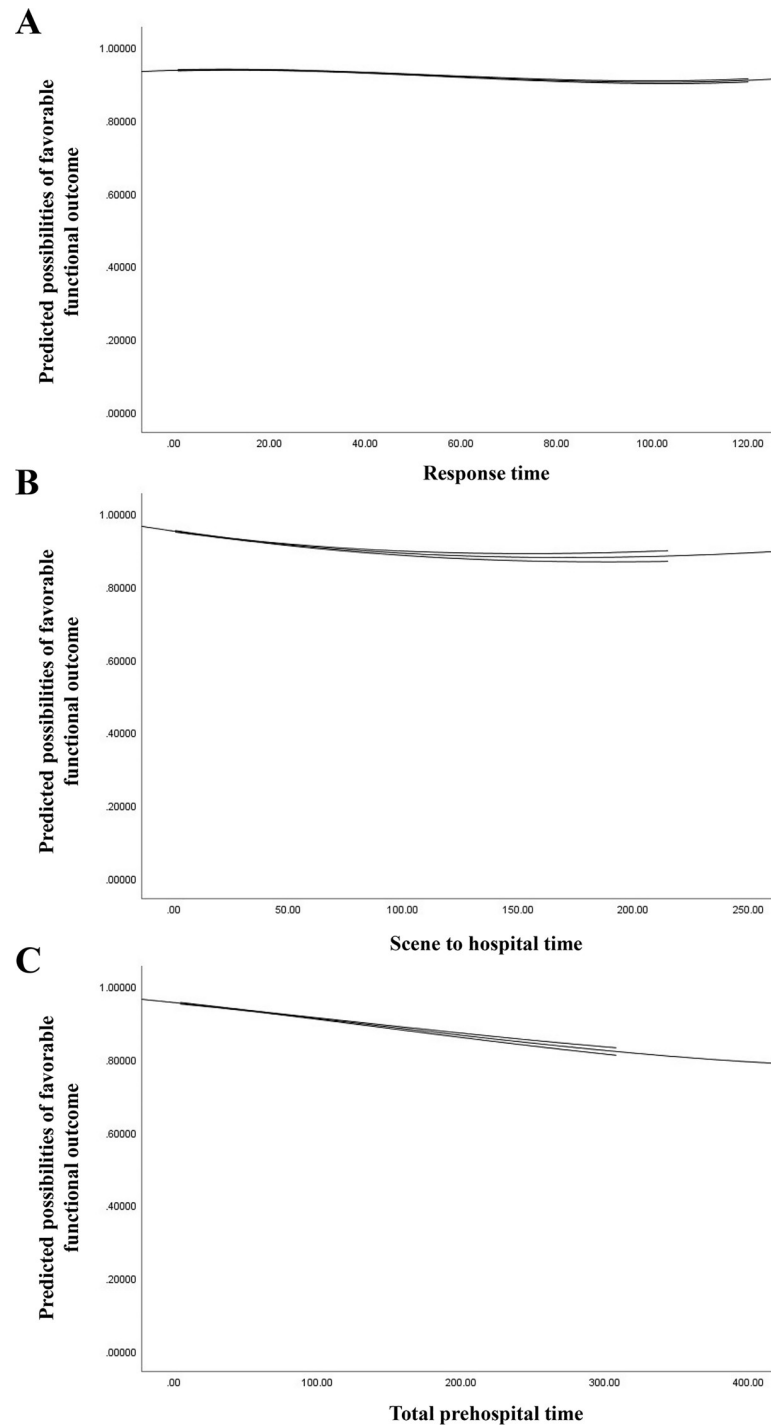 A
Predicted possibilities of favorable
functional outcome
1.00000
.80000
.60000
.40000
.20000
.00000
.00 20.00 40.00 60.00 80.00 100.00 120.00
Response time
B
Predicted possibilities of favorable
functional outcome
1.00000
.80000
.60000
.40000
.20000
.00000
.00 50.00 100.00 150.00 200.00 250.00
Scene to hospital time
C
Predicted possibilities of favorable
functional outcome
1.00000
.80000
.60000
.40000
.20000
.00000
.00 100.00 200.00 300.00 400.00
Total prehospital time